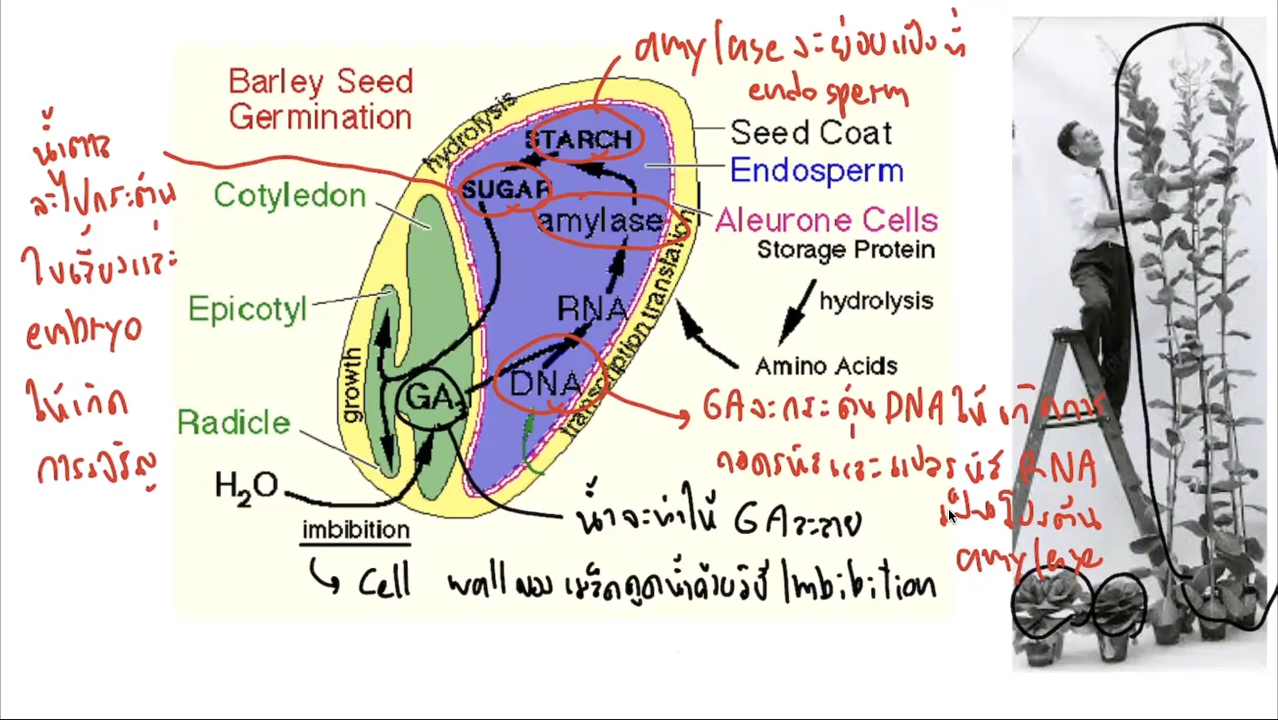 amylase จะย่อยแป้งที่
endosperm
Barley Seed
Germination
hydrolysis
STARCH
Seed Coat
น้ำตาล
จะไปกระตุ้น
ใบเลี้ยงและ
embryo
ให้เกิด
การเจริญ
Cotyledon
SUGAR
Endosperm
amylase
Aleurone Cells
Storage Protein
hydrolysis
Amino Acids
Epicotyl
RNA
transcription translation
growth
GA
DNA
GA จะกระตุ้น DNA ให้เกิดการ
ถอดรหัสและแปลรหัส RNA
เป็นโปรตีน
amylase
Radicle
H₂O
imbibition
น้ำจะทำให้ GA ละลาย
↳ Cell wall ของเมล็ดดูดน้ำด้วยวิธี Imbibition